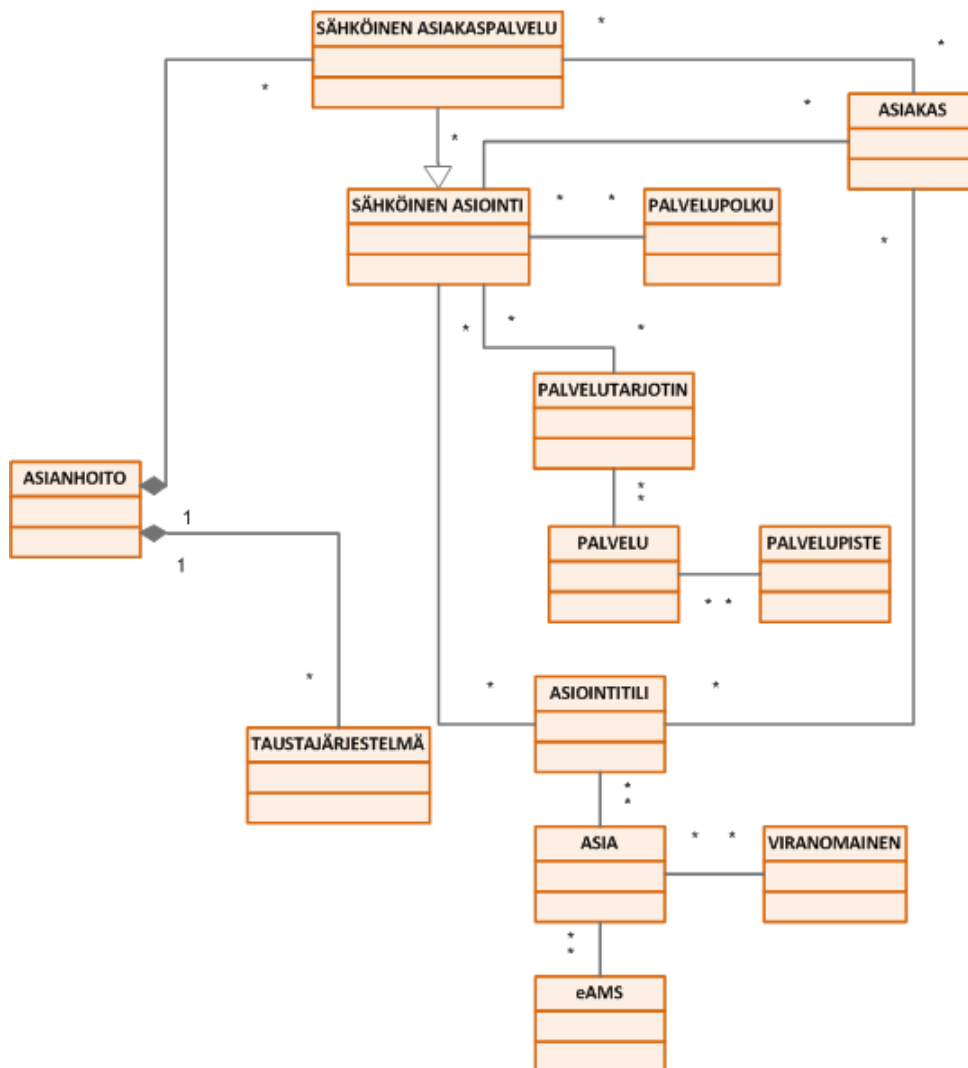 SÄHKÖINEN ASIAKASPALVELU
*
*
*
ASIAKAS
*
*
SÄHKÖINEN ASIOINTI
*
*
PALVELUPOLKU
*
*
*
*
PALVELUTARJOTIN
ASIANHOITO
*
*
1
PALVELU
PALVELUPISTE
1
* *
*
*
ASIOINTITILI
*
TAUSTAJÄRJESTELMÄ
*
*
ASIA
*
*
VIRANOMAINEN
*
*
eAMS